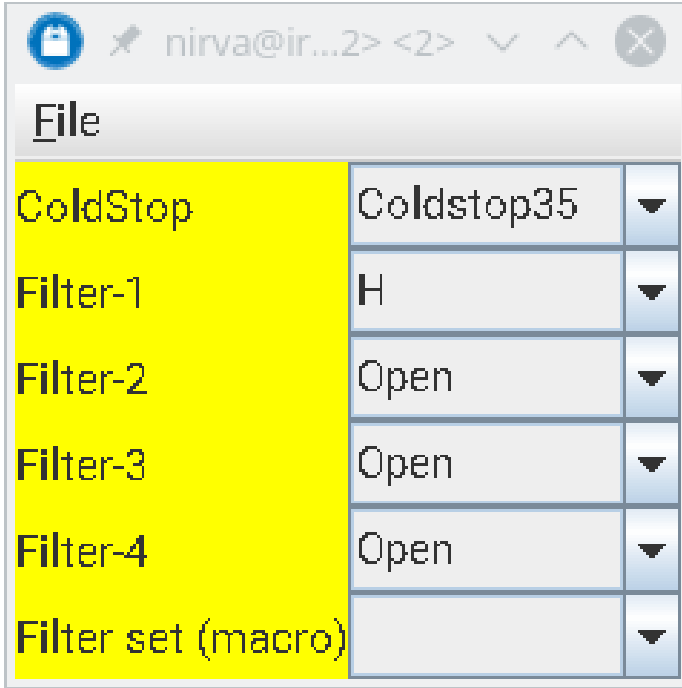 nirva@ir...2> <2>
File
ColdStop Coldstop35
Filter-1 H
Filter-2 Open
Filter-3 Open
Filter-4 Open
Filter set (macro)